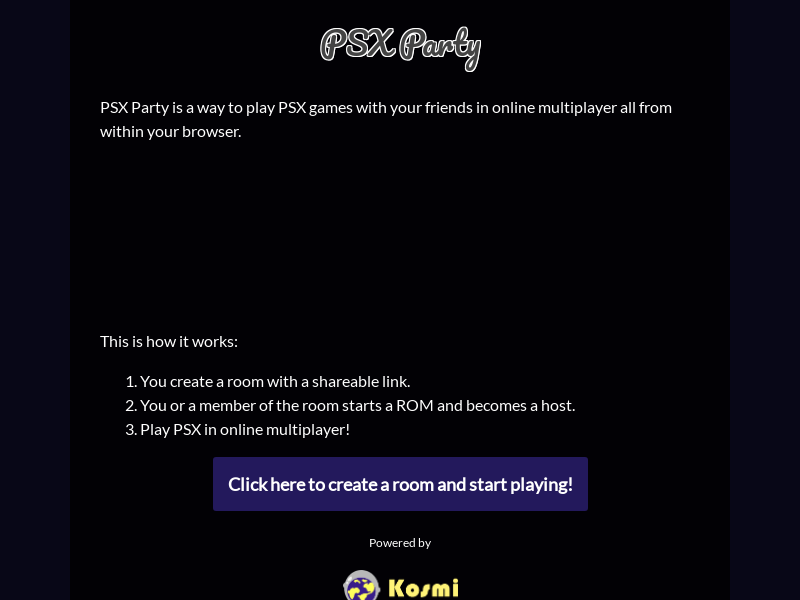 PSX Party
PSX Party is a way to play PSX games with your friends in online multiplayer all from
within your browser.
This is how it works:
1. You create a room with a shareable link.
2. You or a member of the room starts a ROM and becomes a host.
3. Play PSX in online multiplayer!
Click here to create a room and start playing!
Powered by
Kosmi